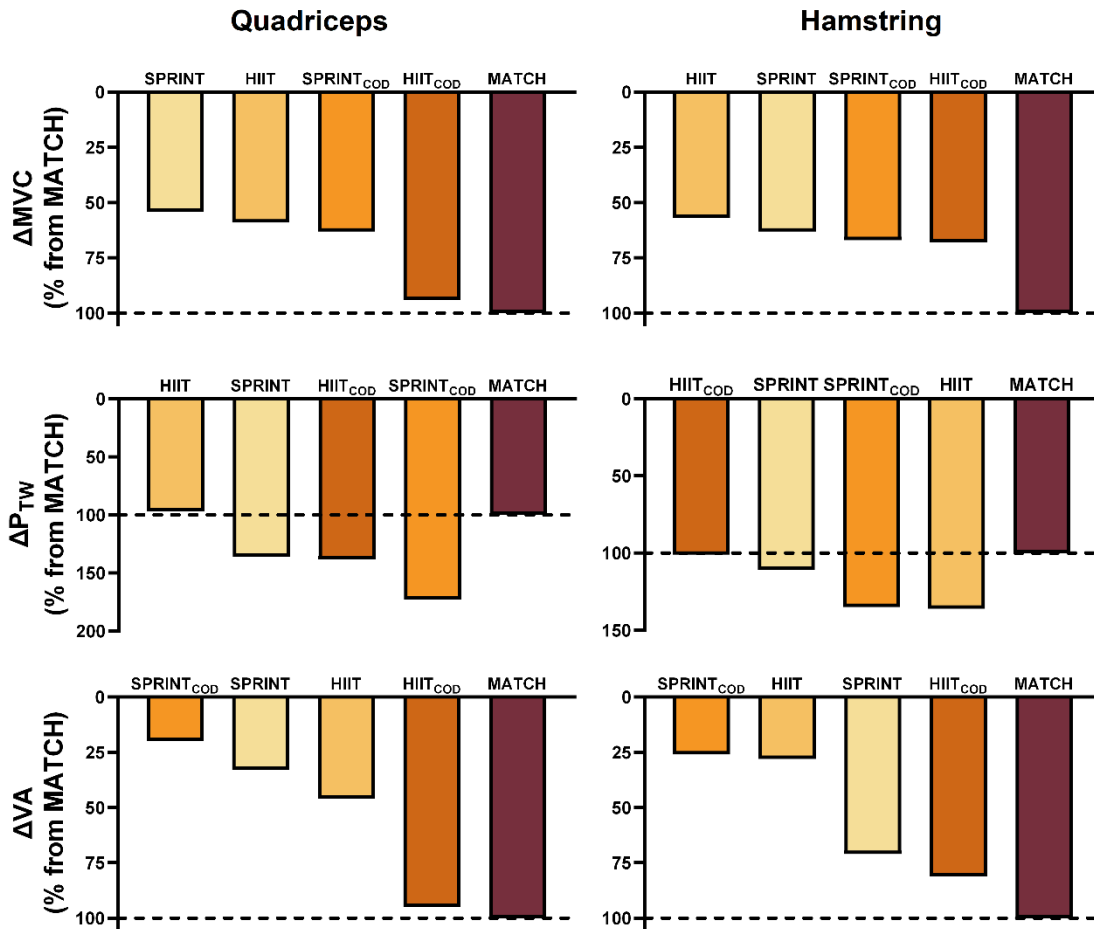 Quadriceps
Hamstring
ΔMVC
(% from MATCH)
SPRINT HIIT SPRINTCOD HIITCOD MATCH
0
25
50
75
100
HIIT SPRINT SPRINTCOD HIITCOD MATCH
0
25
50
75
100
ΔPTW
(% from MATCH)
HIIT SPRINT HIITCOD SPRINTCOD MATCH
0
50
100
150
200
HIITCOD SPRINT SPRINTCOD HIIT MATCH
0
50
100
150
ΔVA
(% from MATCH)
SPRINTCOD SPRINT HIIT HIITCOD MATCH
0
25
50
75
100
SPRINTCOD HIIT SPRINT HIITCOD MATCH
0
25
50
75
100